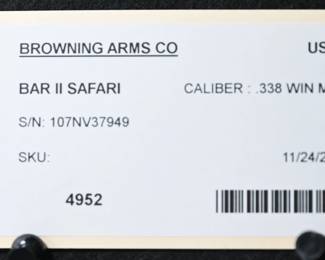 BROWNING ARMS CO US
BAR II SAFARI CALIBER : .338 WIN M
S/N: 107NV37949
SKU: 11/24/2
4952